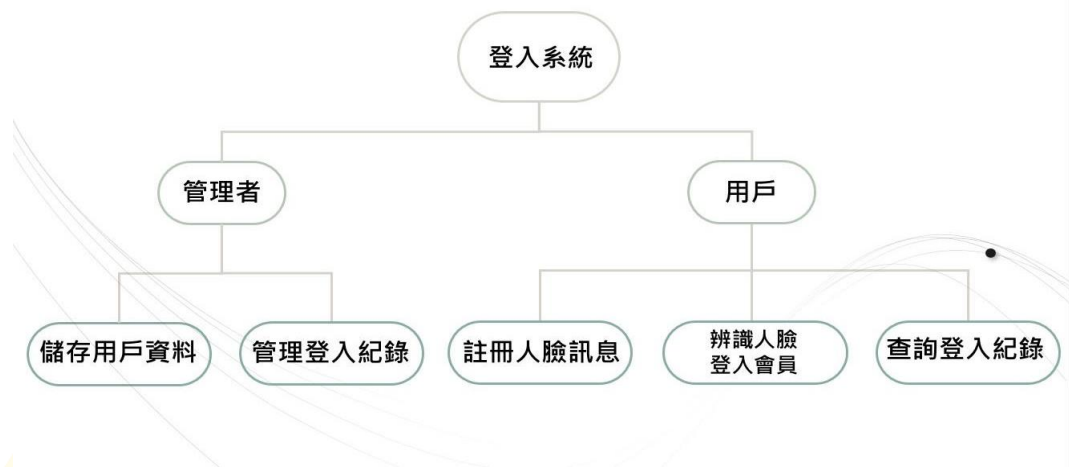 登入系統
管理者
用戶
儲存用戶資料
管理登入紀錄
註冊人臉訊息
辨識人臉
登入會員
查詢登入紀錄